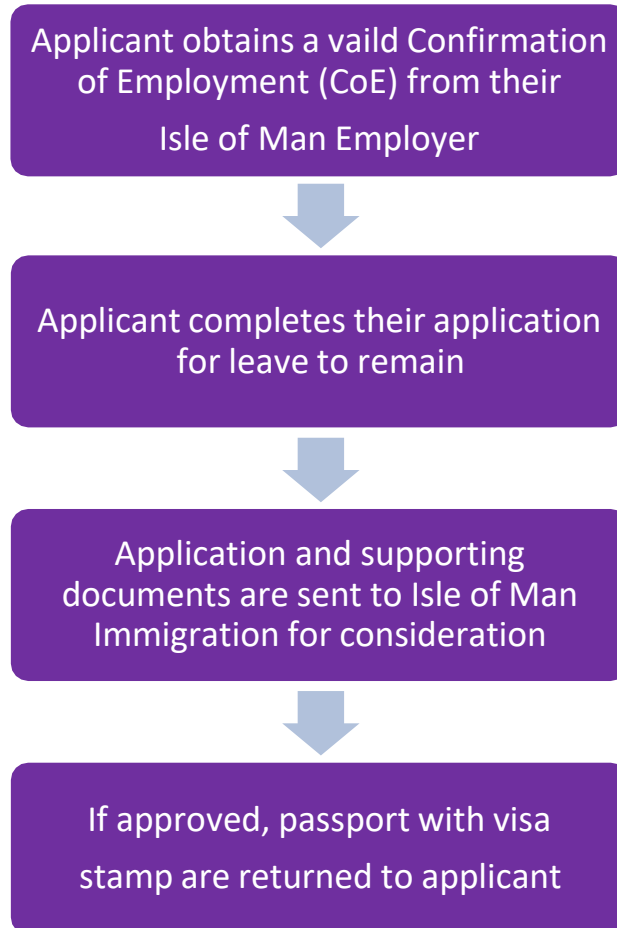 Applicant obtains a vaild Confirmation
of Employment (CoE) from their
Isle of Man Employer
Applicant completes their application
for leave to remain
Application and supporting
documents are sent to Isle of Man
Immigration for consideration
If approved, passport with visa
stamp are returned to applicant